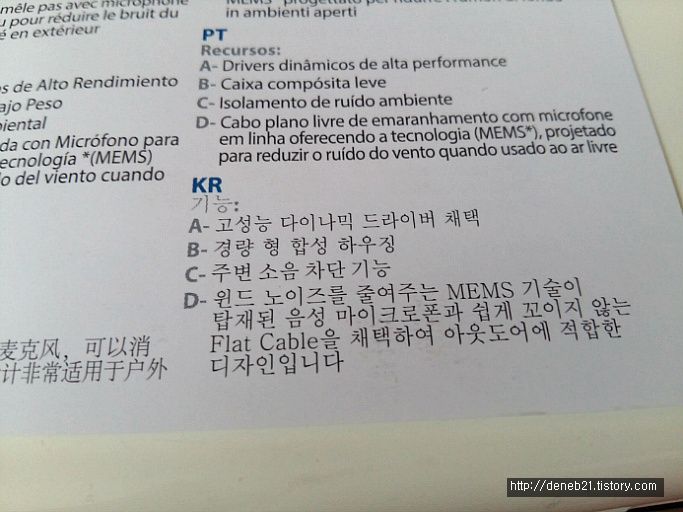 mêle pas avec microphone
pour réduire le bruit du
é en extérieur
os de Alto Rendimiento
ajo Peso
biental
da con Micrófono para
ecnología *(MEMS)
lo del viento cuando
麦克风，可以消
计非常适用于户外
in ambienti aperti
PT
Recursos:
A- Drivers dinâmicos de alta performance
B- Caixa compósita leve
C- Isolamento de ruído ambiente
D- Cabo plano livre de emaranhamento com microfone
em linha oferecendo a tecnologia (MEMS*), projetado
para reduzir o ruído do vento quando usado ao ar livre
KR
기능:
A- 고성능 다이나믹 드라이버 채택
B- 경량 형 합성 하우징
C- 주변 소음 차단 기능
D- 윈드 노이즈를 줄여주는 MEMS 기술이
탑재된 음성 마이크로폰과 쉽게 꼬이지 않는
Flat Cable을 채택하여 아웃도어에 적합한
디자인입니다
http://deneb21.tistory.com